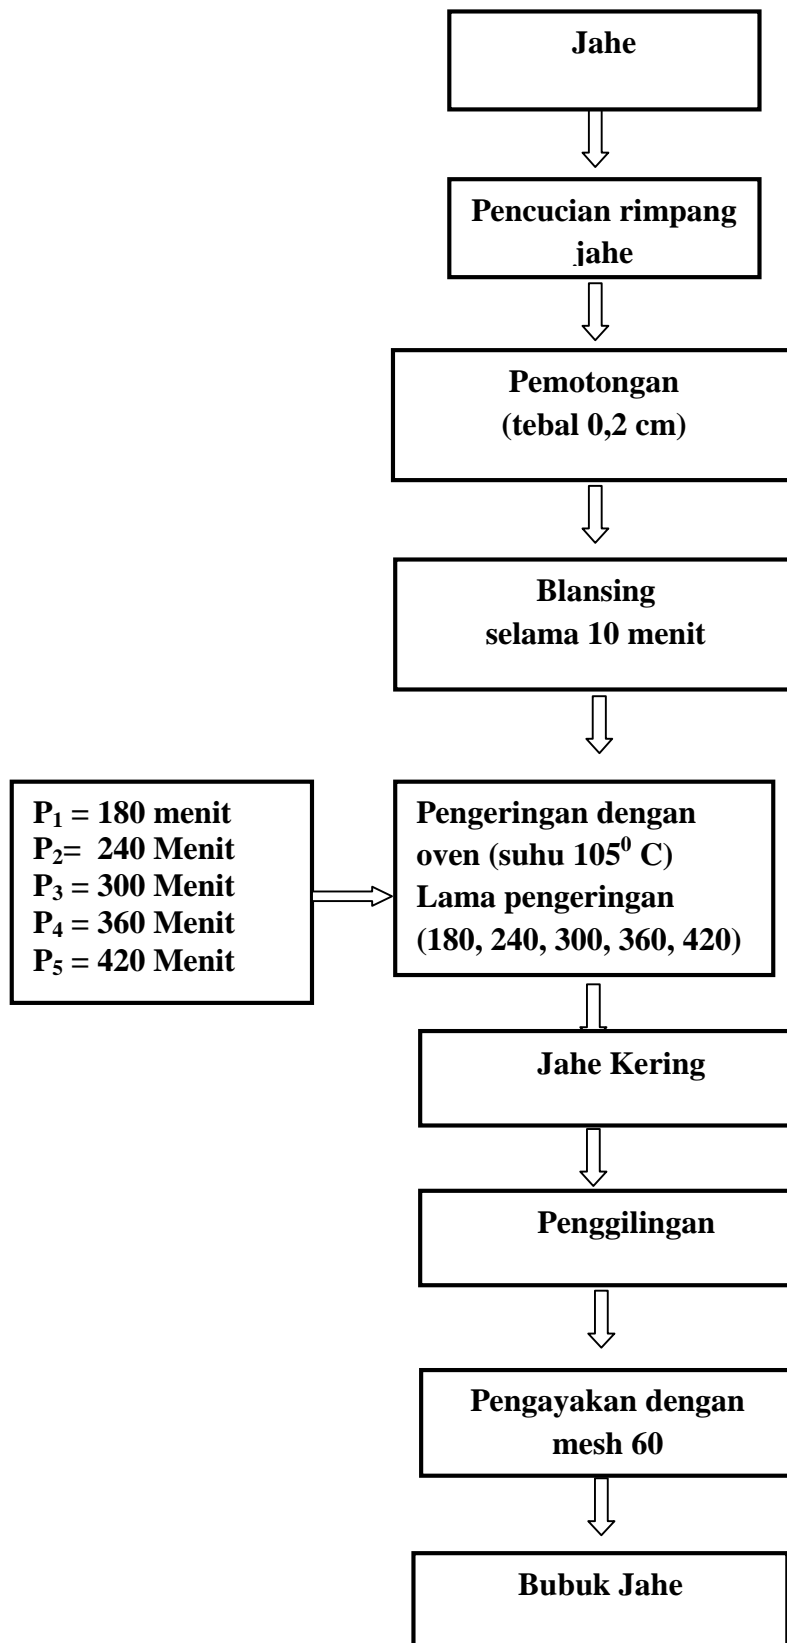 Jahe
Pencucian rimpang
jahe
Pemotongan
(tebal 0,2 cm)
Blansing
selama 10 menit
P₁ = 180 menit
P₂=  240 Menit
P₃ = 300 Menit
P₄ = 360 Menit
P₅ = 420 Menit
Pengeringan dengan
oven (suhu 105⁰ C)
Lama pengeringan
(180, 240, 300, 360, 420)
Jahe Kering
Penggilingan
Pengayakan dengan
mesh 60
Bubuk Jahe